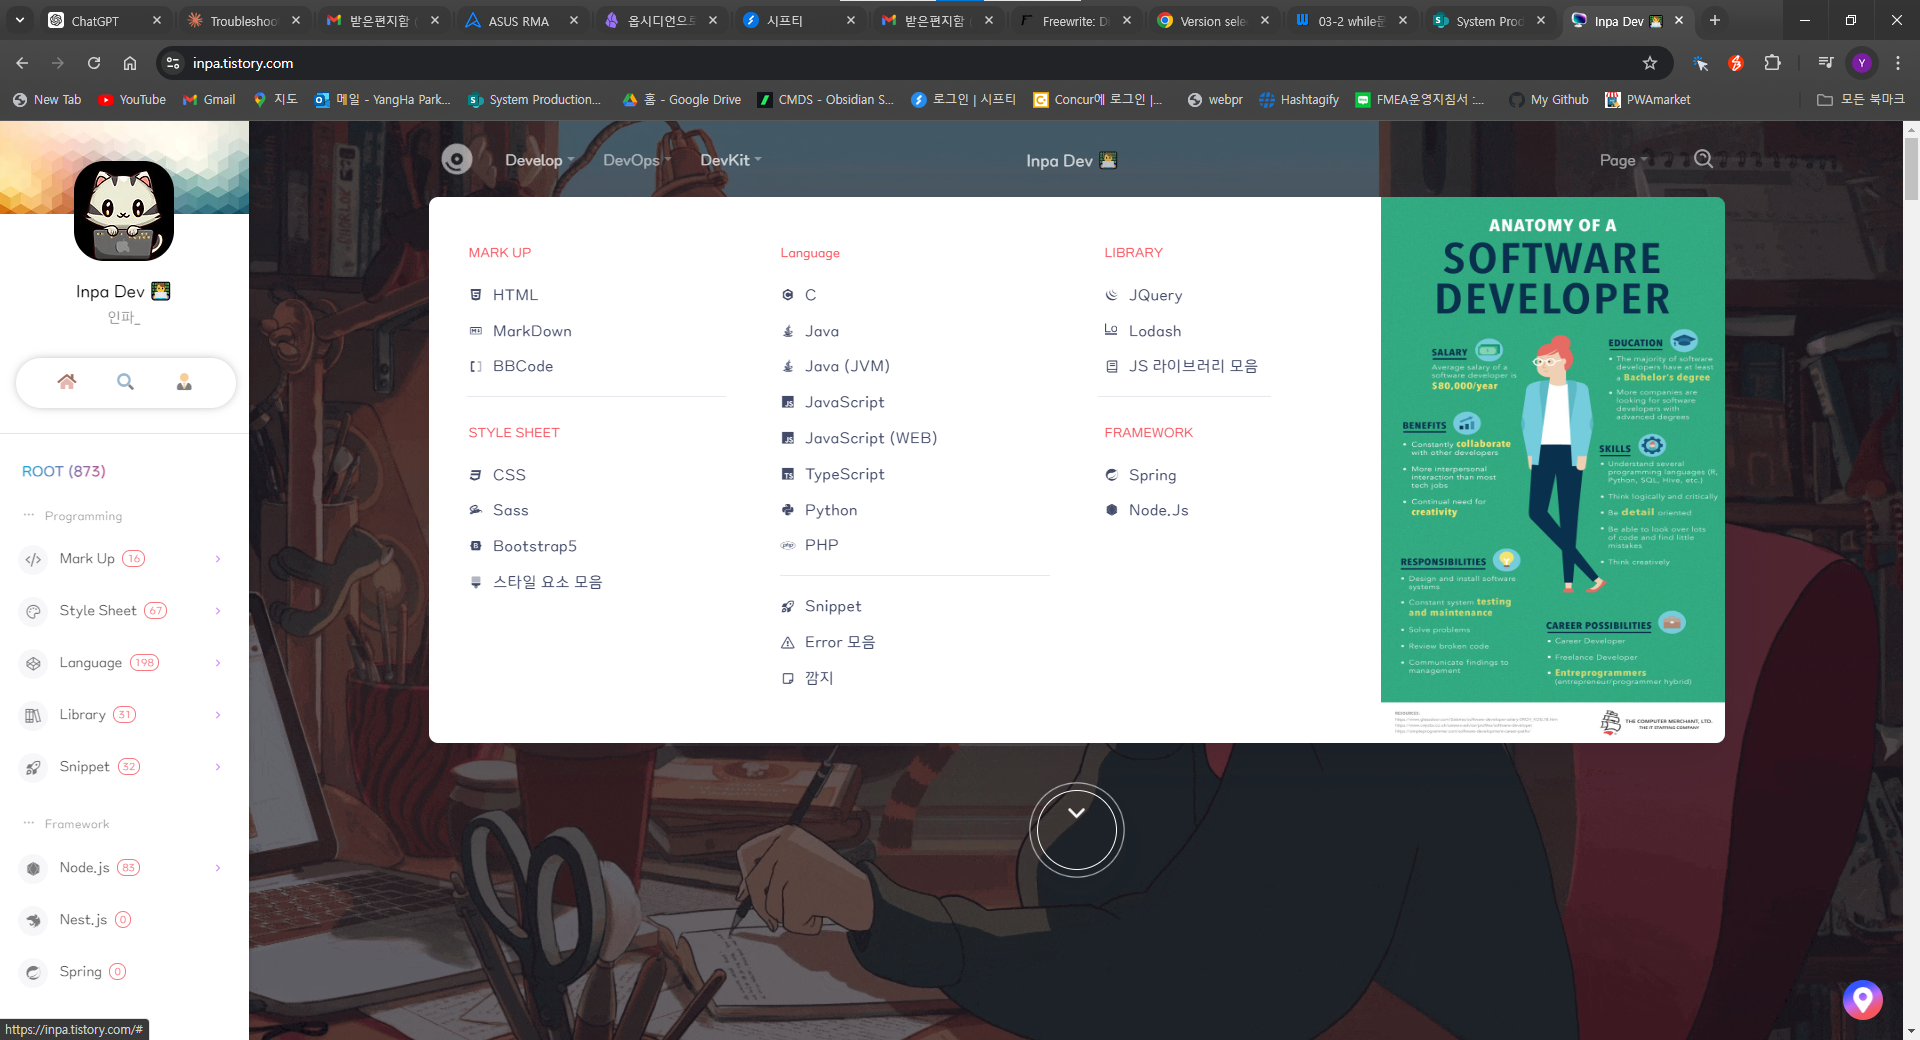 ChatGPT
Troubleshoo
받은편지함 (
ASUS RMA
옵시디언으로
시프티
받은편지함 (
Freewrite: Di
Version sele
03-2 while문
System Prod
Inpa Dev
inpa.tistory.com
New Tab
YouTube
Gmail
지도
메일 - YangHa Park...
System Production...
홈 - Google Drive
CMDS - Obsidian S...
로그인 | 시프티
Concur에 로그인 |...
webpr
Hashtagify
FMEA운영지침서 :...
My Github
PWAmarket
모든 북마크
Inpa Dev
인파_
ROOT (873)
Programming
Mark Up 16
Style Sheet 67
Language 198
Library 31
Snippet 32
Framework
Node.js 83
Nest.js 0
Spring 0
https://inpa.tistory.com/#
Develop
DevOps
DevKit
Inpa Dev
Page
MARK UP
HTML
MarkDown
BBCode
STYLE SHEET
CSS
Sass
Bootstrap5
스타일 요소 모음
Language
C
Java
Java (JVM)
JavaScript
JavaScript (WEB)
TypeScript
Python
PHP
Snippet
Error 모음
깜지
LIBRARY
JQuery
Lodash
JS 라이브러리 모음
FRAMEWORK
Spring
Node.Js
ANATOMY OF A
SOFTWARE
DEVELOPER
SALARY
Average salary of a
software developer is
$80,000/year
BENEFITS
• Constantly collaborate
with other developers
• More interpersonal
interaction than most
tech jobs
• Continual need for
creativity
RESPONSIBILITIES
• Design and install software
systems
• Constant system testing
and maintenance
• Solve problems
• Review broken code
• Communicate findings to
management
EDUCATION
• The majority of software
developers have at least
a Bachelor's degree
• More companies are
looking for software
developers with
advanced degrees
SKILLS
• Understand several
programming languages (R,
Python, SQL, Hive, etc.)
• Think logically and critically
• Be detail oriented
• Be able to look over lots
of code and find little
mistakes
• Think creatively
CAREER POSSIBILITIES
• Career Developer
• Freelance Developer
• Entreprogrammers
(entrepreneur/programmer hybrid)
RESOURCES:
THE COMPUTER MERCHANT, LTD.
THE IT STAFFING COMPANY